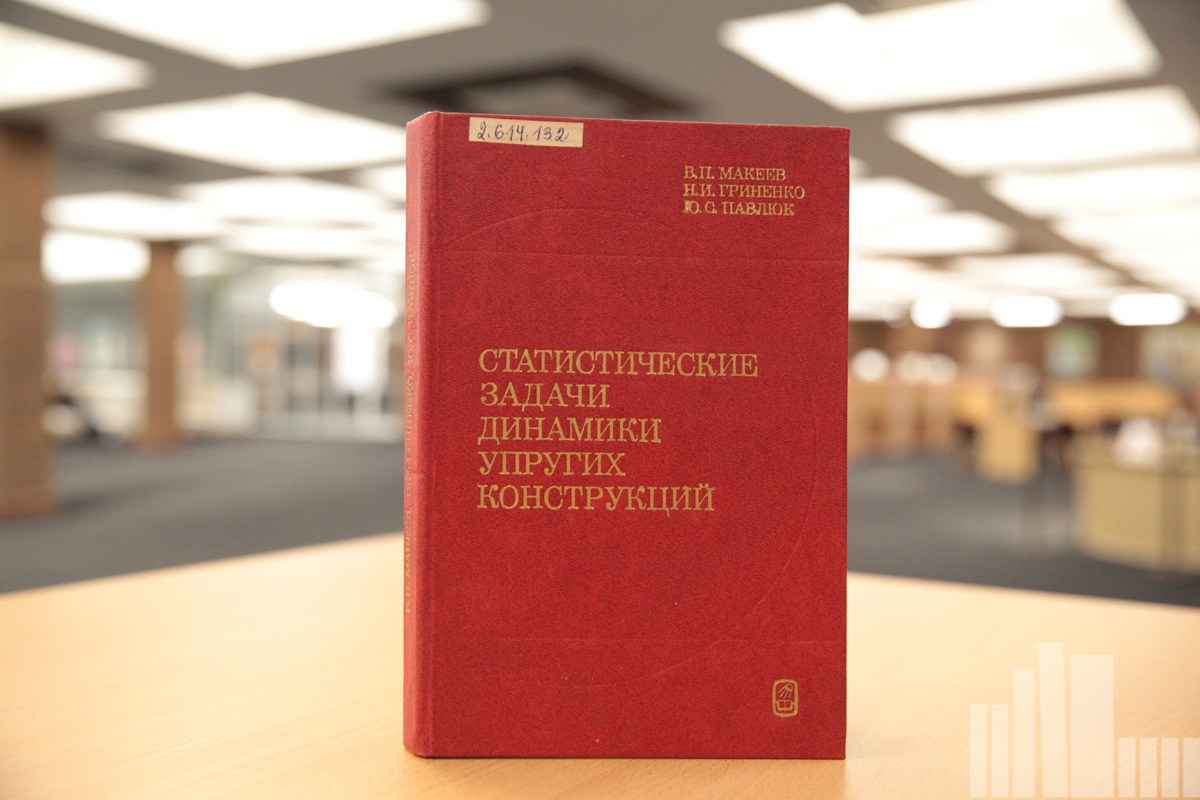 2.614.132
В.П. МАКЕЕВ
Н.И. ГРИНЕНКО
Ю.С. ПАВЛЮК
СТАТИСТИЧЕСКИЕ
ЗАДАЧИ
ДИНАМИКИ
УПРУГИХ
КОНСТРУКЦИЙ